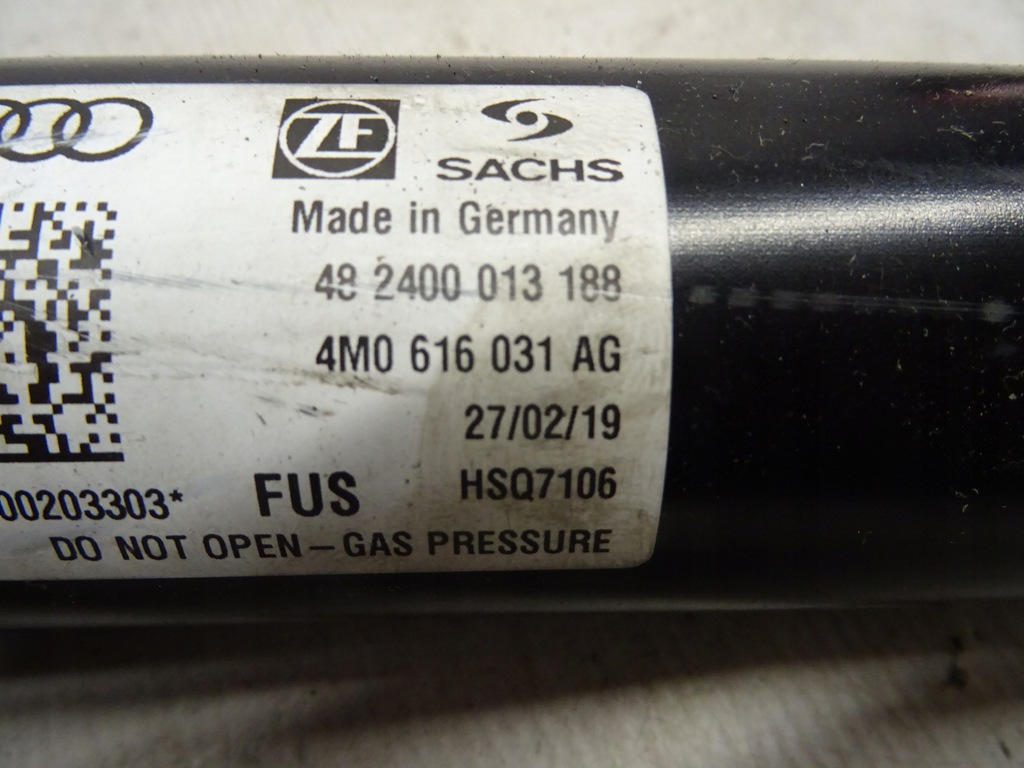 ZF
SACHS
Made in Germany
48 2400 013 188
4M0 616 031 AG
27/02/19
HSQ7106
00203303* FUS
DO NOT OPEN – GAS PRESSURE